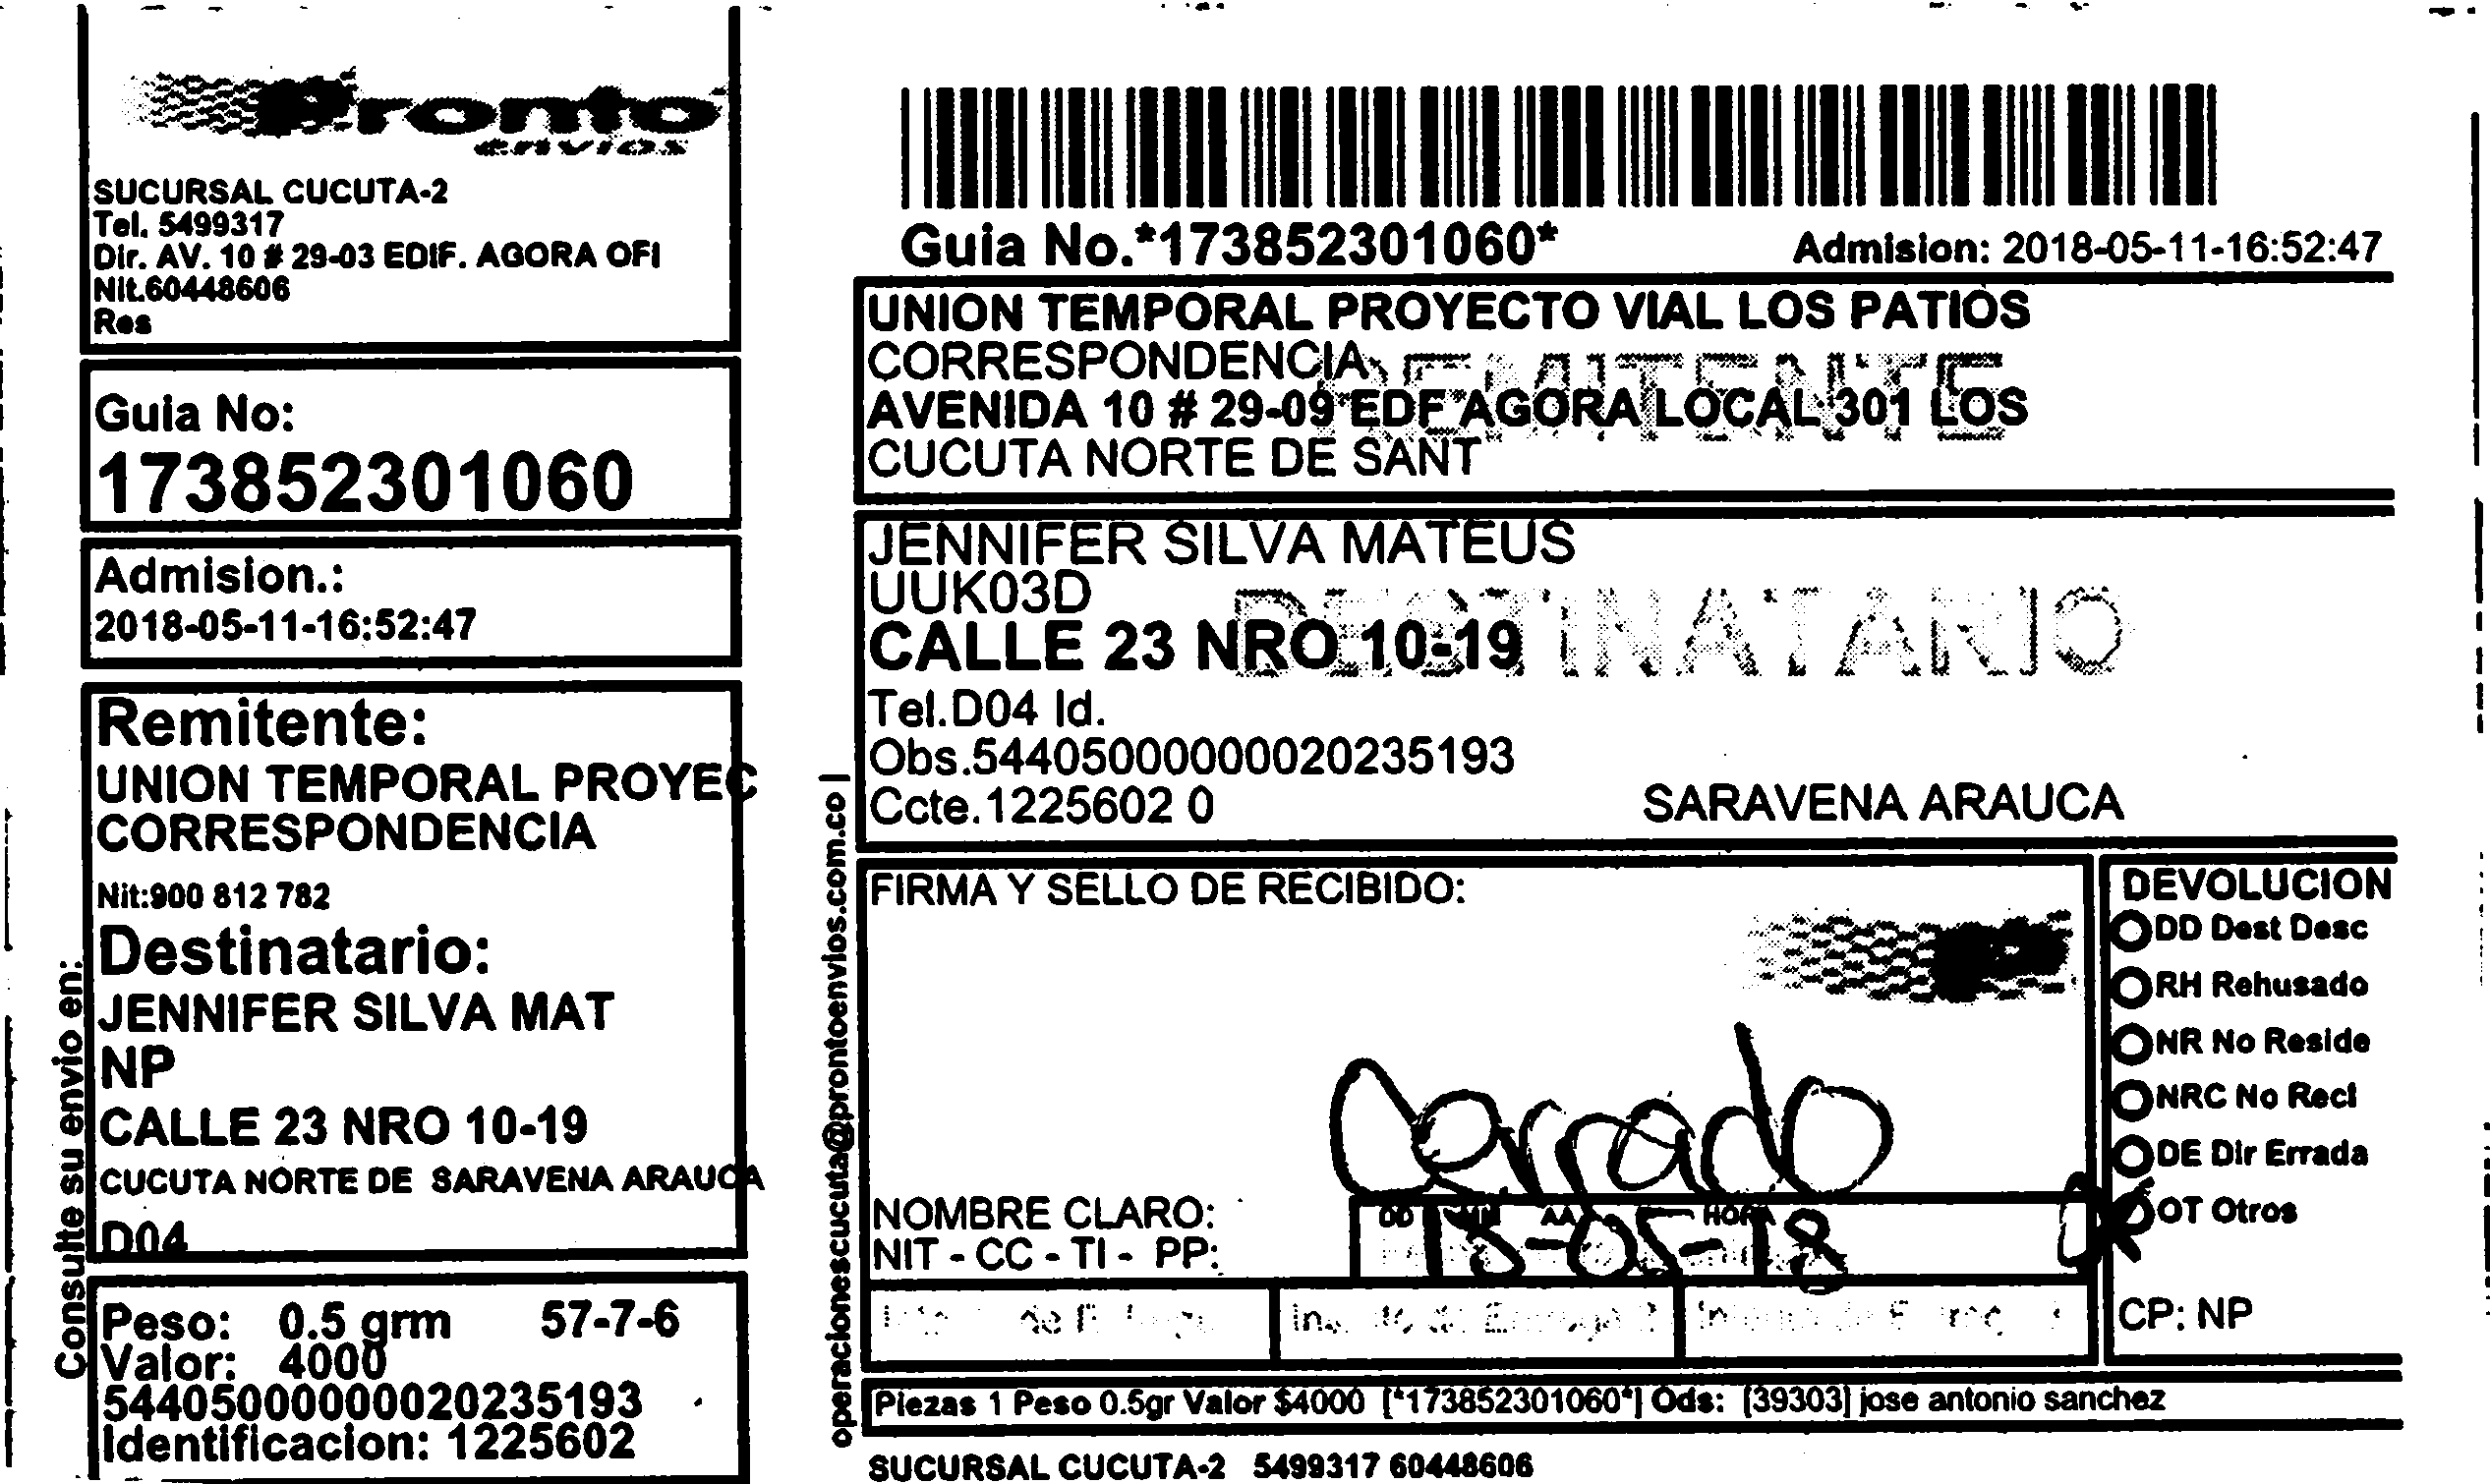 Pronto
envios
SUCURSAL CUCUTA-2
Tel. 5499317
Dir. AV. 10 # 29-03 EDIF. AGORA OFI
Nit.60448606
Res
Guia No:
173852301060
Admision.:
2018-05-11-16:52:47
Remitente:
UNION TEMPORAL PROYEC
CORRESPONDENCIA
Nit:900 812 782
Destinatario:
JENNIFER SILVA MAT
NP
CALLE 23 NRO 10-19
CUCUTA NORTE DE SARAVENA ARAUCA
D04
Peso: 0.5 grm 57-7-6
Valor: 4000
544050000000020235193
Identificacion: 1225602
Consulte su envio en:
operacionescucuta@prontoenvios.com.co |
Guia No.*173852301060* Admision: 2018-05-11-16:52:47
UNION TEMPORAL PROYECTO VIAL LOS PATIOS
CORRESPONDENCIA
REMITENTE
AVENIDA 10 # 29-09 EDF AGORA LOCAL 301 LOS
CUCUTA NORTE DE SANT
JENNIFER SILVA MATEUS
UUK03D
DESTINATARIO
CALLE 23 NRO 10-19
Tel.D04 Id.
Obs.544050000000020235193
Ccte.1225602 0 SARAVENA ARAUCA
FIRMA Y SELLO DE RECIBIDO:
Cerrado
NOMBRE CLARO:
NIT - CC - TI - PP:
DD MM AA HORA
18-05-18
DEVOLUCION
DD Dest Desc
RH Rehusado
NR No Reside
NRC No Recl
DE Dir Errada
OT Otros
CP: NP
Piezas 1 Peso 0.5gr Valor $4000 [*173852301060*] Ods: [39303] jose antonio sanchez
SUCURSAL CUCUTA-2 5499317 60448606